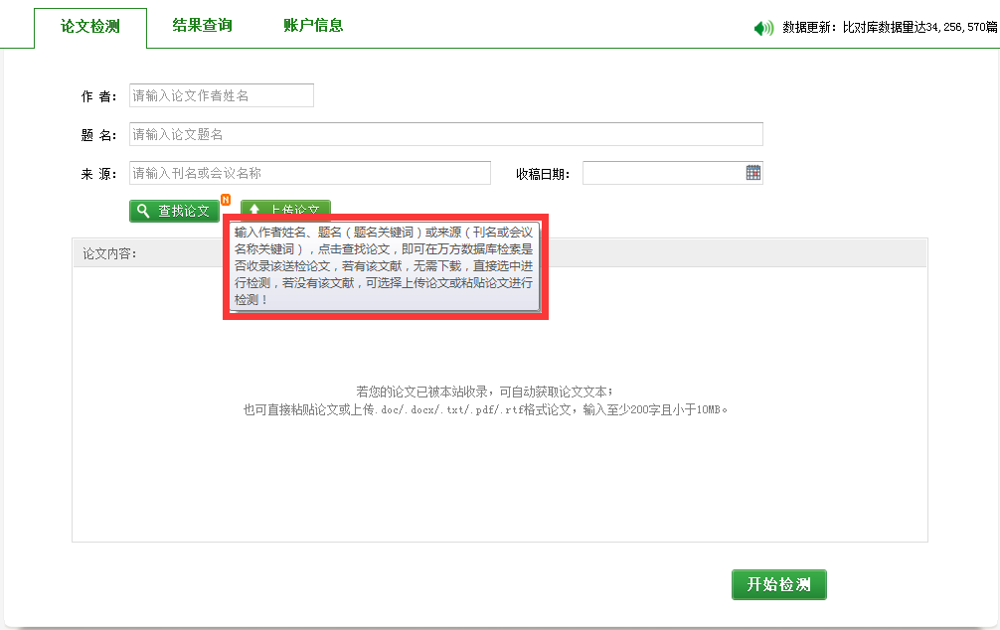 论文检测 结果查询 账户信息 数据更新：比对库数据量达34,256,570篇
作 者： 请输入论文作者姓名
题 名： 请输入论文题名
来 源： 请输入刊名或会议名称 收稿日期：
查找论文 N 上传论文
输入作者姓名、题名（题名关键词）或来源（刊名或会议
名称关键词），点击查找论文，即可在万方数据库检索是
否收录该送检论文，若有该文献，无需下载，直接选中进
行检测，若没有该文献，可选择上传论文或粘贴论文进行
检测！
论文内容：
若您的论文已被本站收录，可自动获取论文文本；
也可直接粘贴论文或上传.doc/.docx/.txt/.pdf/.rtf格式论文，输入至少200字且小于10MB。
开始检测